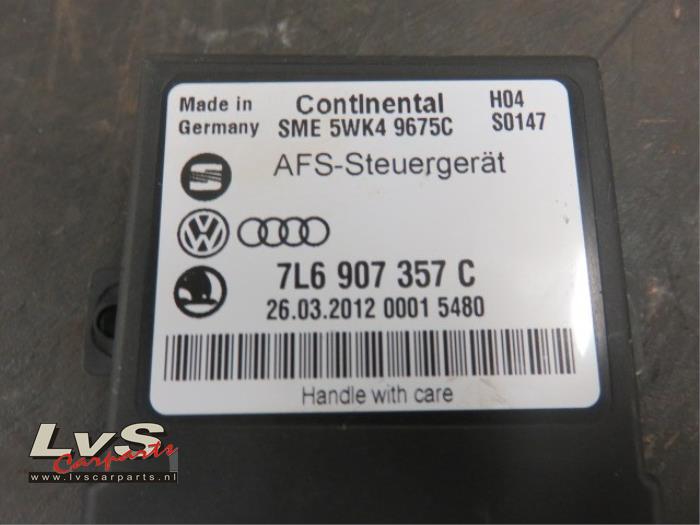 Made in Germany
Continental
SME 5WK4 9675C
H04
S0147
AFS-Steuergerät
7L6 907 357 C
26.03.2012 0001 5480
Handle with care
LvS
Carparts
www.lvscarparts.nl